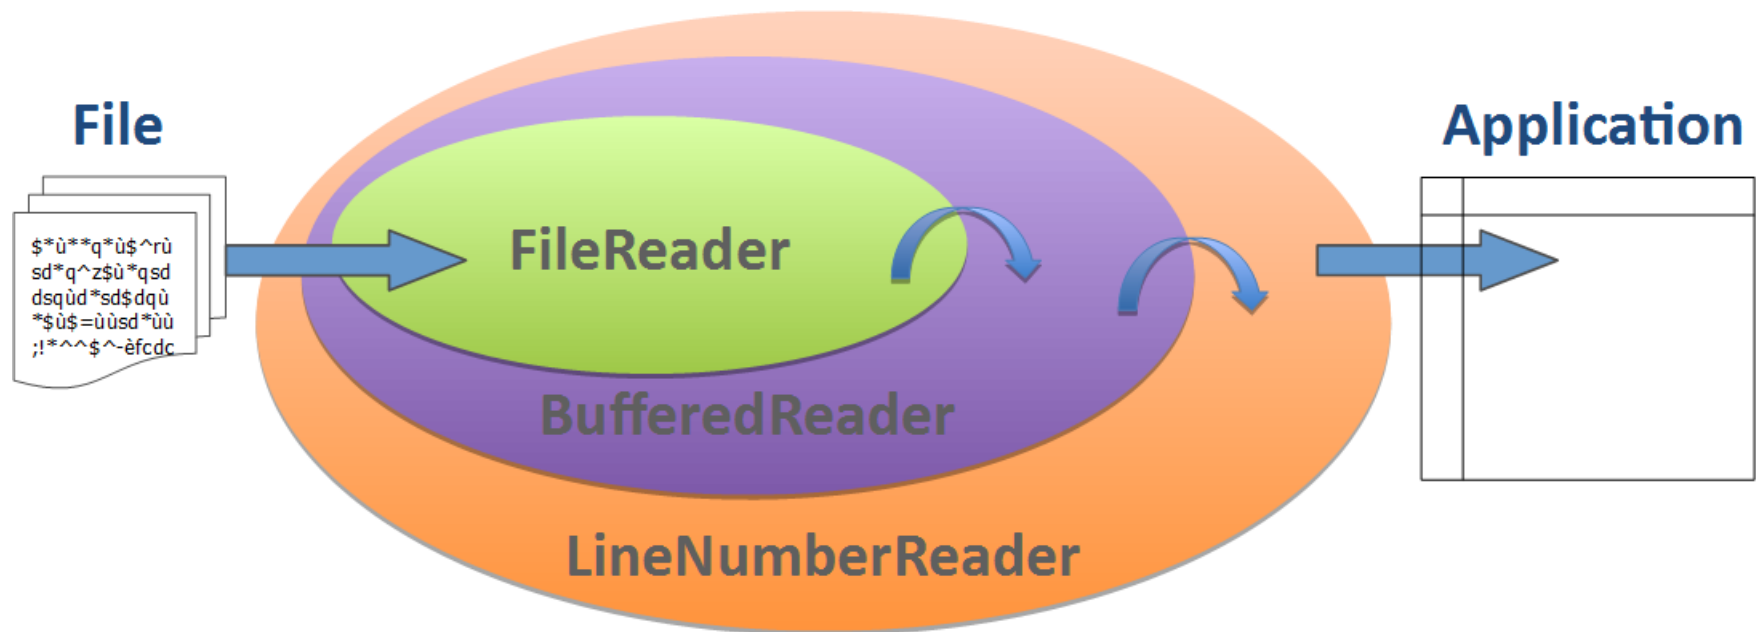 File
Application
$*ù**q*ù$^rù
sd*q^z$ù*qsd
dsqùd*sd$dqù
*$ù$=ùùsd*ùù
;!*^^$^-èfcdc
FileReader
BufferedReader
LineNumberReader